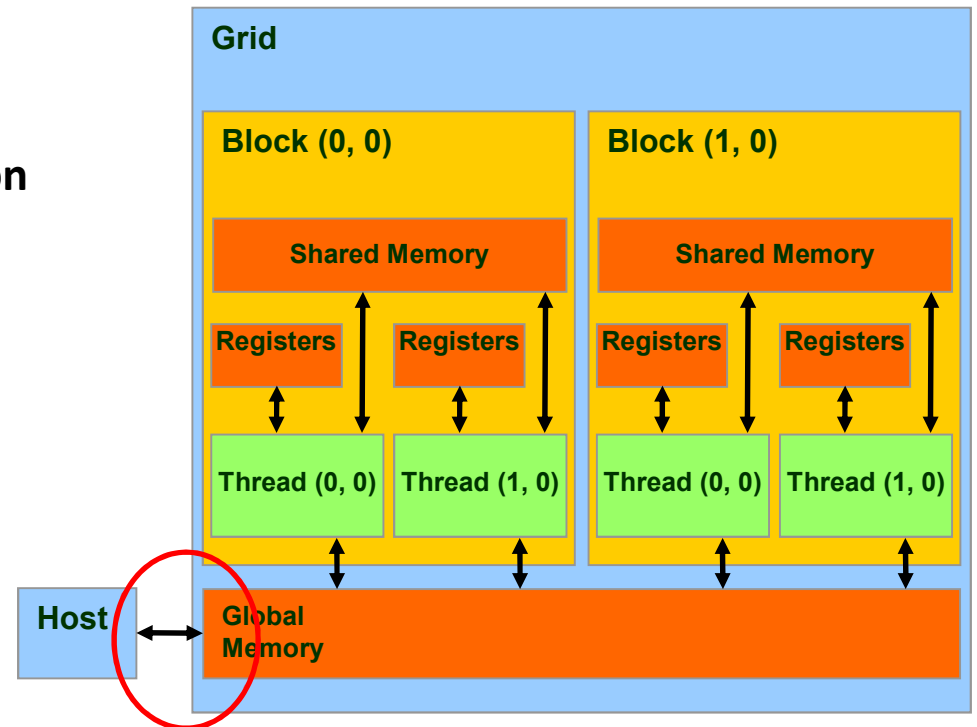 Grid
Block (0, 0)
Block (1, 0)
on
Shared Memory
Shared Memory
Registers
Registers
Registers
Registers
Thread (0, 0)
Thread (1, 0)
Thread (0, 0)
Thread (1, 0)
Host
Global
Memory